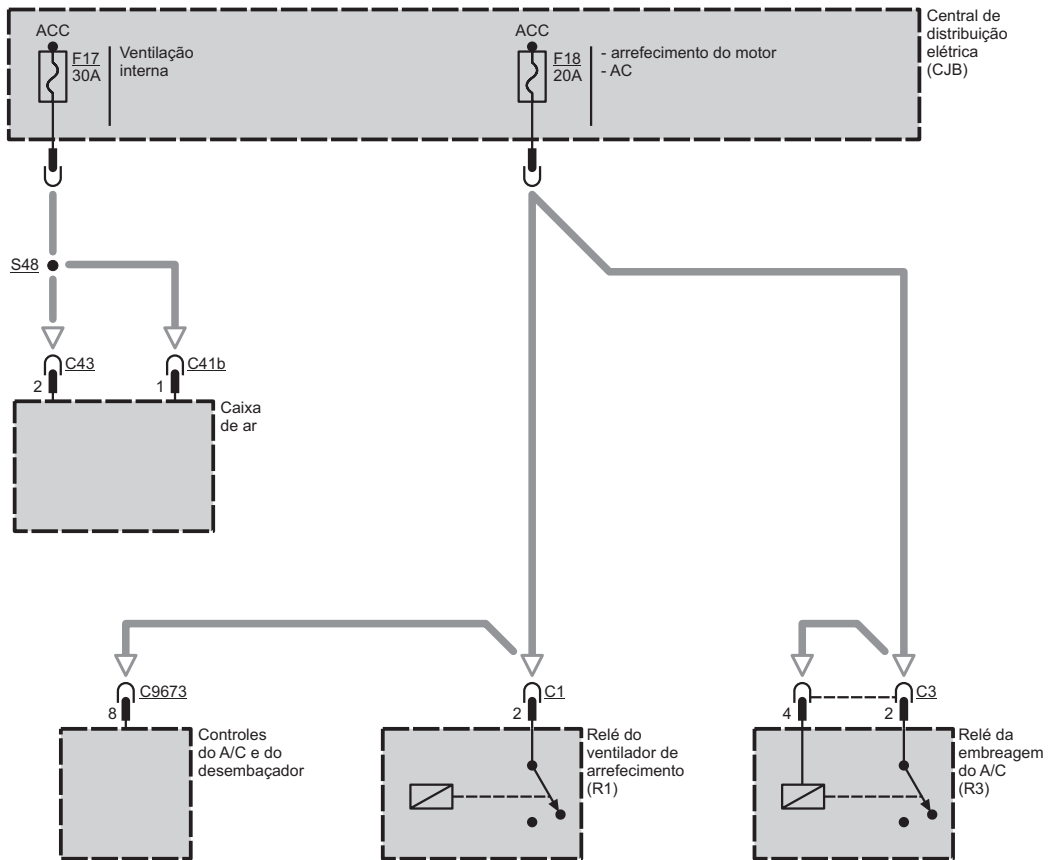 Central de
distribuição
elétrica
(CJB)
ACC
F17
30A
Ventilação
interna
ACC
F18
20A
- arrefecimento do motor
- AC
S48
C43
2
C41b
1
Caixa
de ar
C9673
8
Controles
do A/C e do
desembaçador
C1
2
Relé do
ventilador de
arrefecimento
(R1)
4
C3
2
Relé da
embreagem
do A/C
(R3)